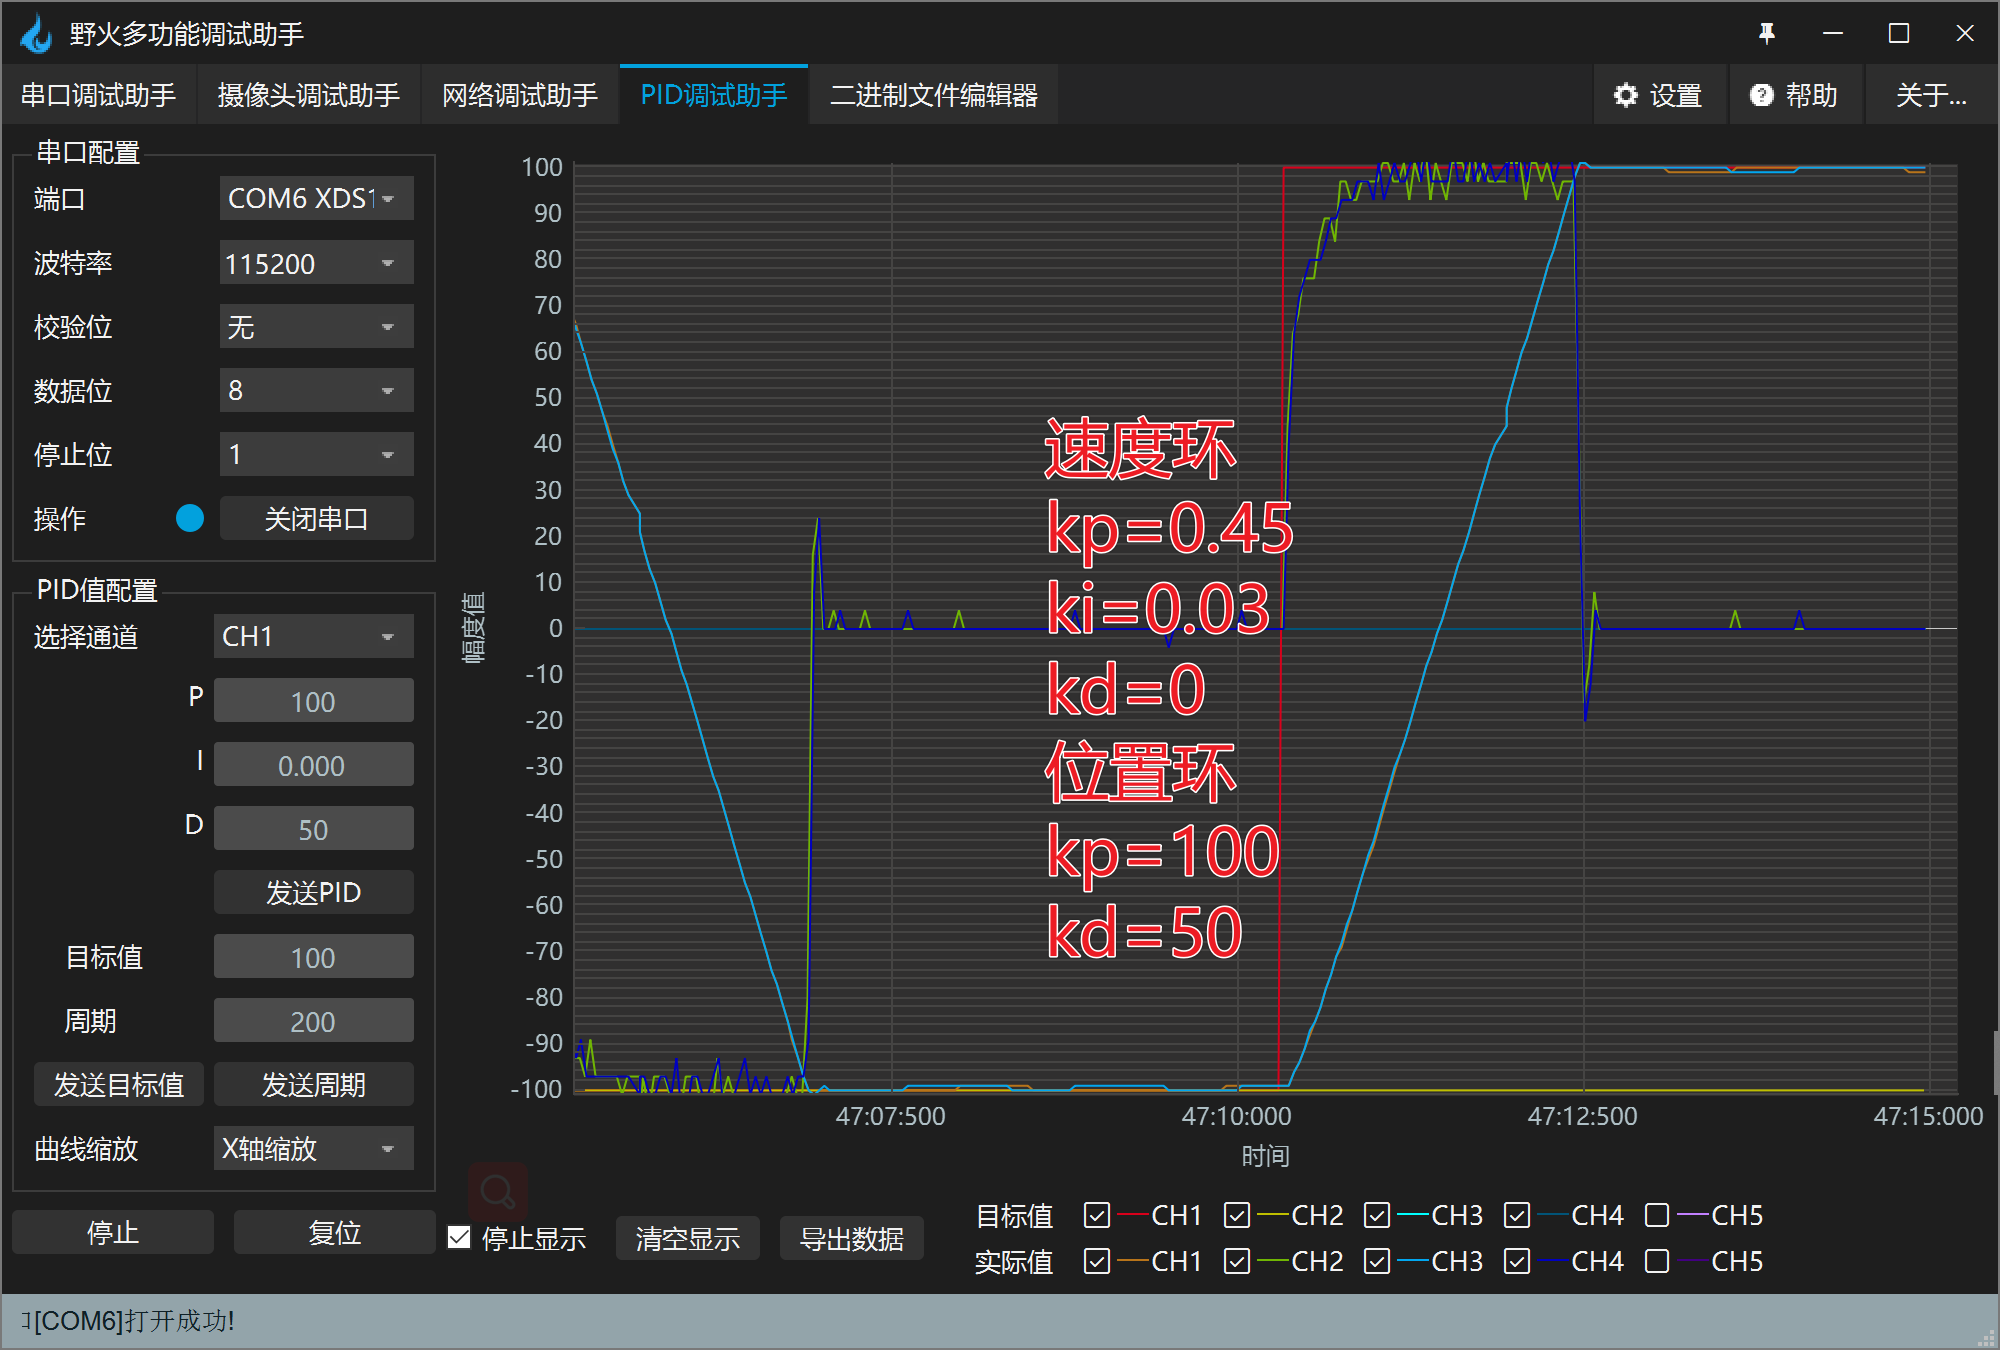 野火多功能调试助手
串口调试助手 摄像头调试助手 网络调试助手 PID调试助手 二进制文件编辑器 设置 帮助 关于...
串口配置
端口 COM6 XDS1
波特率 115200
校验位 无
数据位 8
停止位 1
操作 关闭串口
PID值配置
选择通道 CH1
P 100
I 0.000
D 50
发送PID
目标值 100
周期 200
发送目标值 发送周期
曲线缩放 X轴缩放
停止 复位
幅度值
100
90
80
70
60
50
40
30
20
10
0
-10
-20
-30
-40
-50
-60
-70
-80
-90
-100
速度环
kp=0.45
ki=0.03
kd=0
位置环
kp=100
kd=50
47:07:500 47:10:000 47:12:500 47:15:000
时间
停止显示 清空显示 导出数据
目标值 CH1 CH2 CH3 CH4 CH5
实际值 CH1 CH2 CH3 CH4 CH5
[COM6]打开成功!